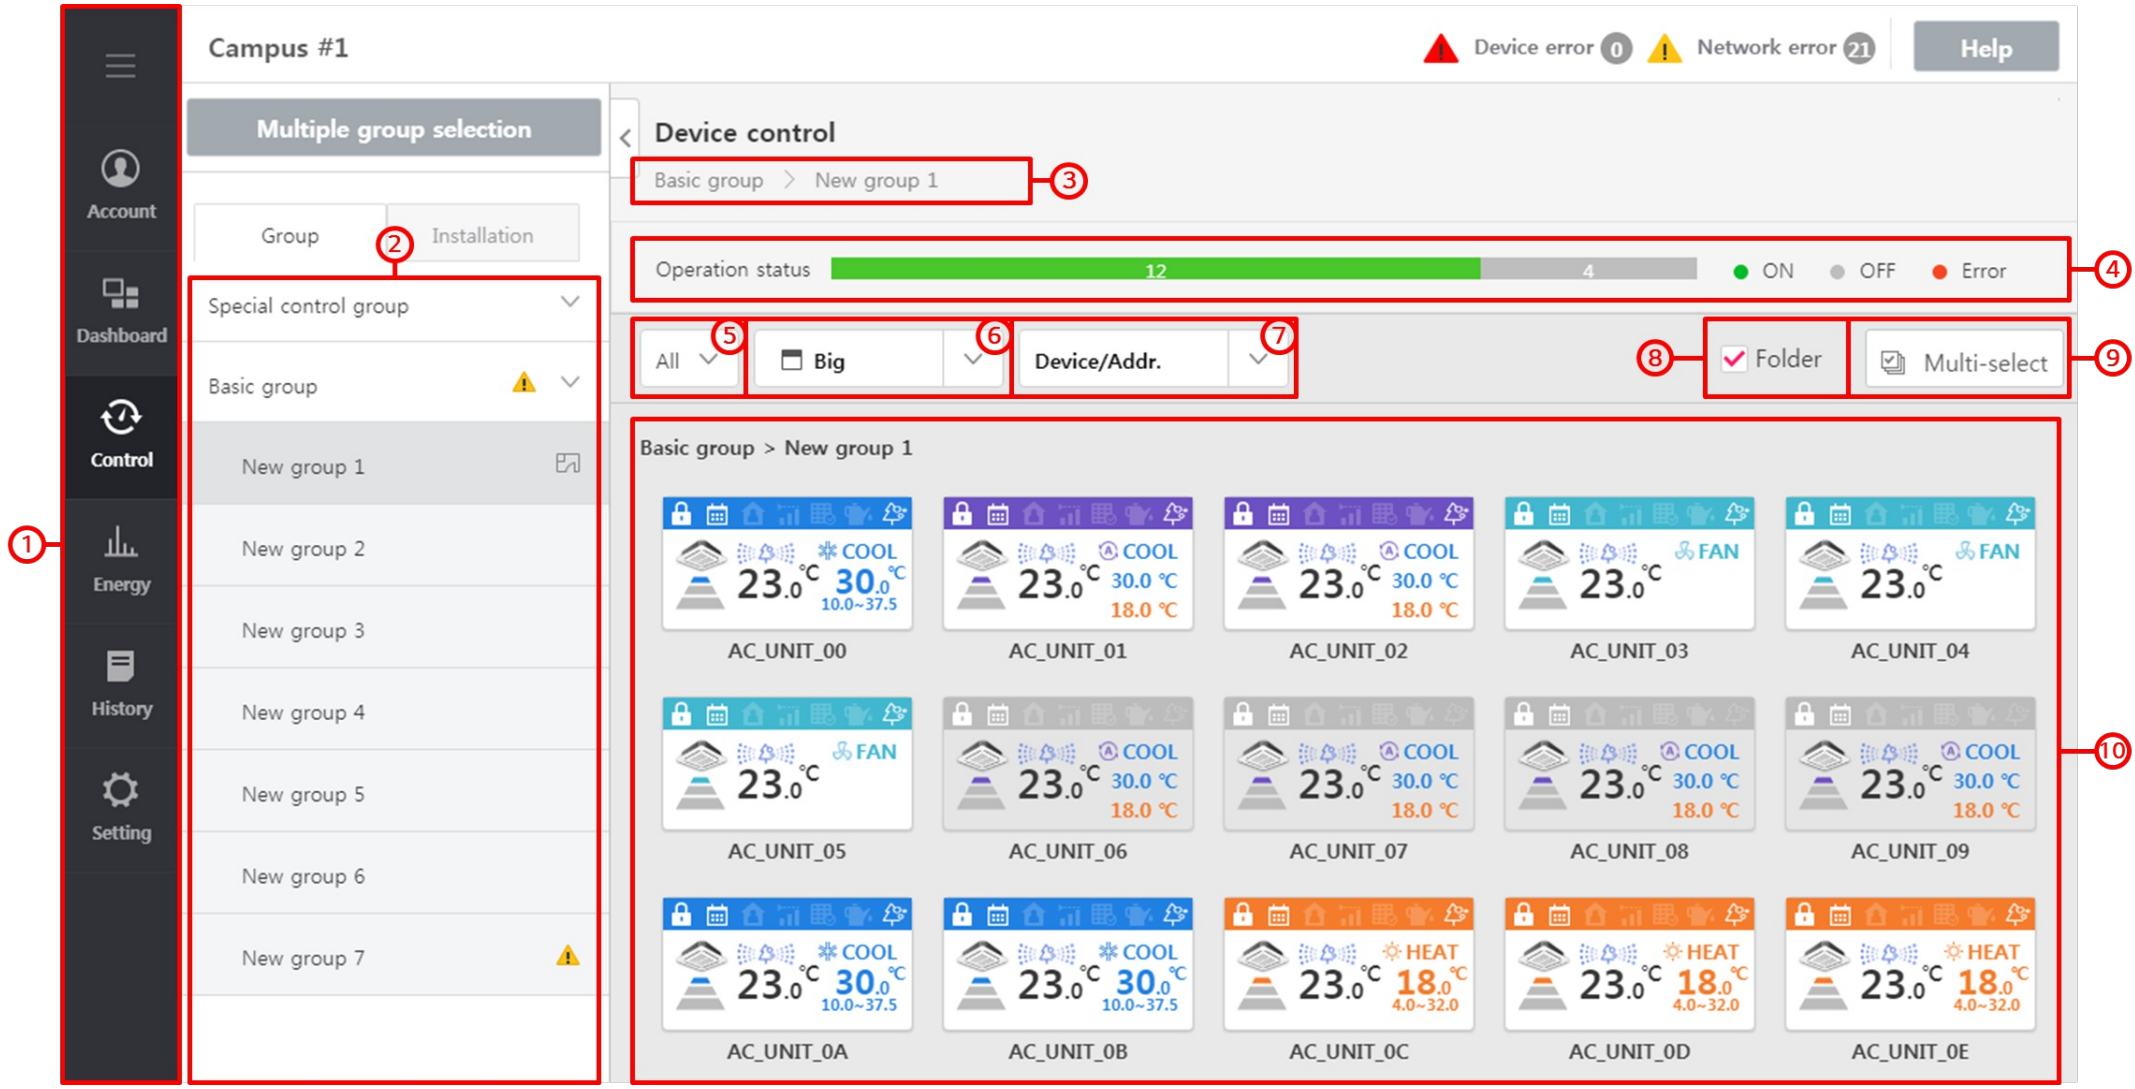 Campus #1
Device error 0
Network error 21
Help
Account
Dashboard
Control
Energy
History
Setting
1
Multiple group selection
Group
Installation
2
Special control group
Basic group
New group 1
New group 2
New group 3
New group 4
New group 5
New group 6
New group 7
Device control
Basic group > New group 1
3
Operation status
12
4
ON
OFF
Error
4
All
5
Big
6
Device/Addr.
7
8
Folder
Multi-select
9
Basic group > New group 1
10
COOL
23.0℃ 30.0℃
10.0~37.5
AC_UNIT_00
A COOL
23.0℃ 30.0 ℃
18.0 ℃
AC_UNIT_01
A COOL
23.0℃ 30.0 ℃
18.0 ℃
AC_UNIT_02
FAN
23.0℃
AC_UNIT_03
FAN
23.0℃
AC_UNIT_04
FAN
23.0℃
AC_UNIT_05
A COOL
23.0℃ 30.0 ℃
18.0 ℃
AC_UNIT_06
A COOL
23.0℃ 30.0 ℃
18.0 ℃
AC_UNIT_07
A COOL
23.0℃ 30.0 ℃
18.0 ℃
AC_UNIT_08
A COOL
23.0℃ 30.0 ℃
18.0 ℃
AC_UNIT_09
COOL
23.0℃ 30.0℃
10.0~37.5
AC_UNIT_0A
COOL
23.0℃ 30.0℃
10.0~37.5
AC_UNIT_0B
HEAT
23.0℃ 18.0℃
4.0~32.0
AC_UNIT_0C
HEAT
23.0℃ 18.0℃
4.0~32.0
AC_UNIT_0D
HEAT
23.0℃ 18.0℃
4.0~32.0
AC_UNIT_0E